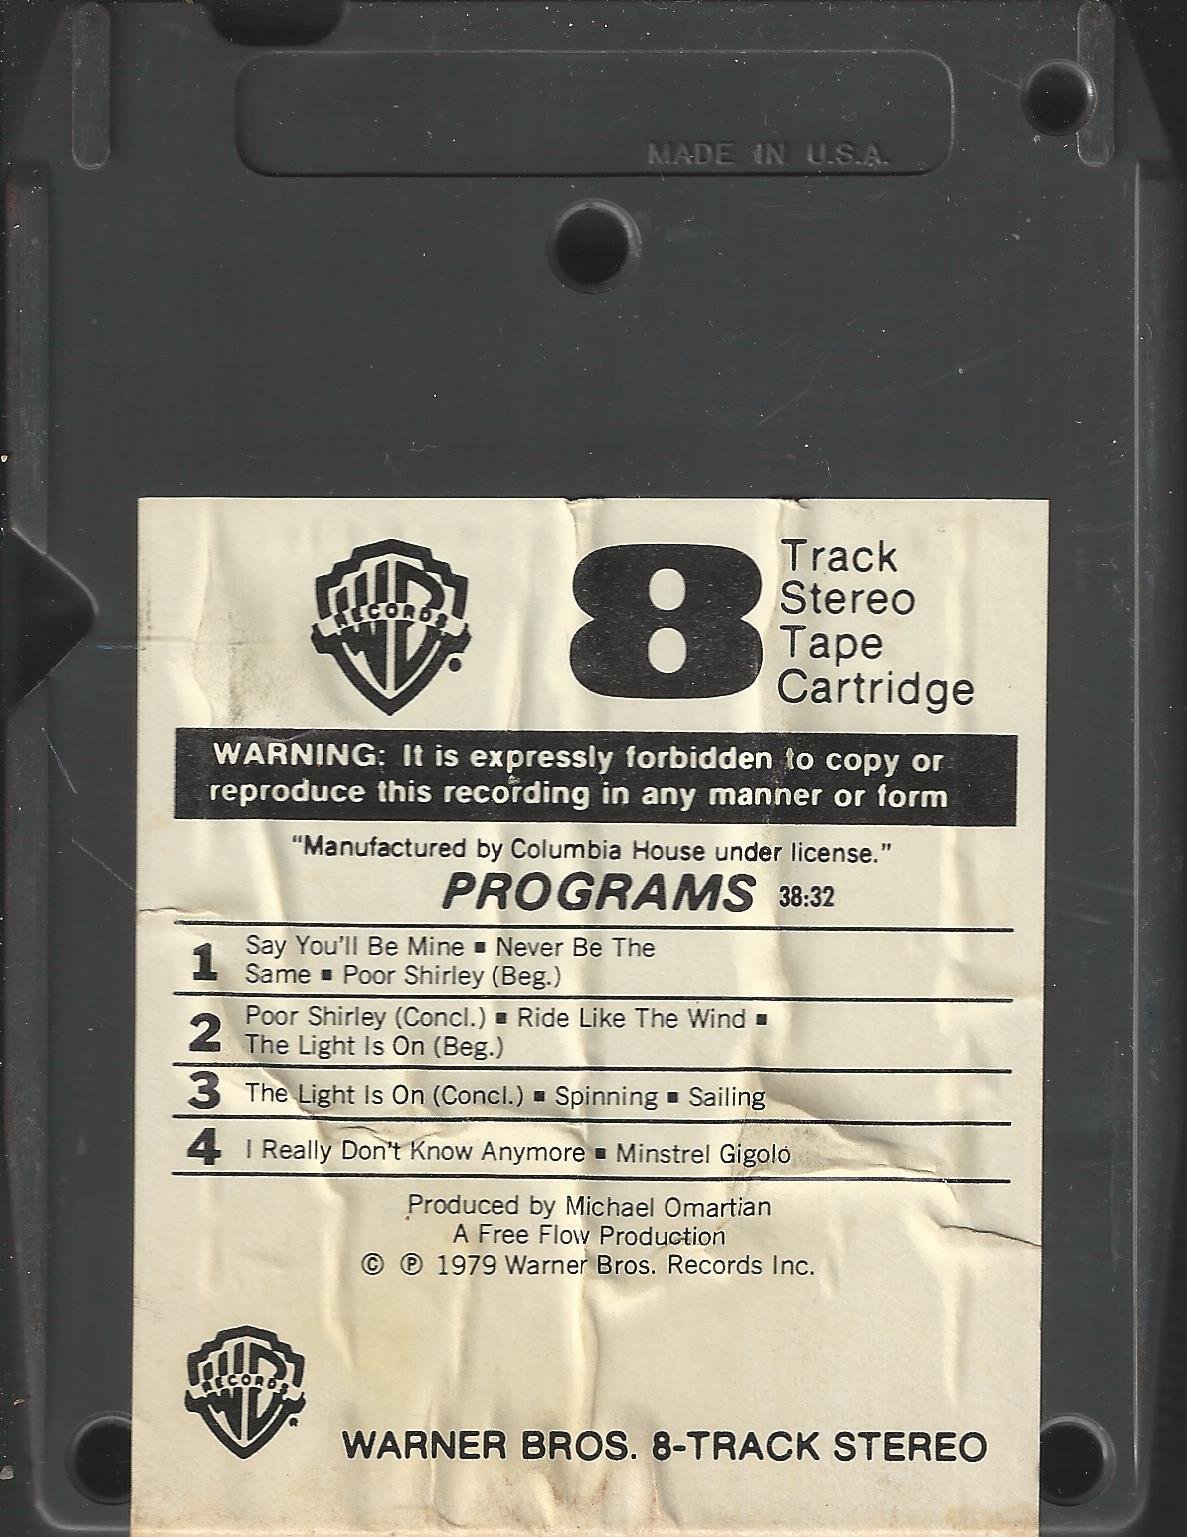 MADE IN U.S.A.
WB RECORDS ®
8 Track
Stereo
Tape
Cartridge
WARNING: It is expressly forbidden to copy or
reproduce this recording in any manner or form
"Manufactured by Columbia House under license."
PROGRAMS 38:32
1 Say You'll Be Mine ■ Never Be The
Same ■ Poor Shirley (Beg.)
2 Poor Shirley (Concl.) ■ Ride Like The Wind ■
The Light Is On (Beg.)
3 The Light Is On (Concl.) ■ Spinning ■ Sailing
4 I Really Don't Know Anymore ■ Minstrel Gigolo
Produced by Michael Omartian
A Free Flow Production
© ℗ 1979 Warner Bros. Records Inc.
WB RECORDS ®
WARNER BROS. 8-TRACK STEREO